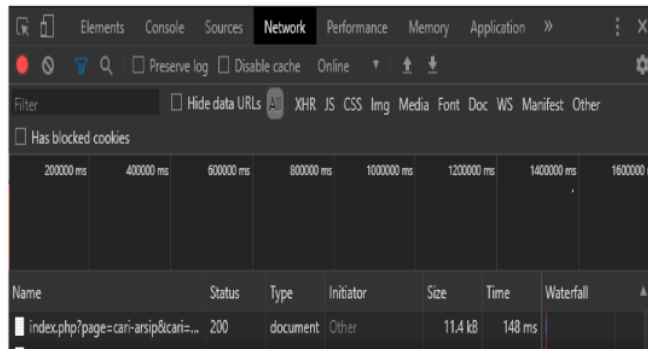 Elements Console Sources Network Performance Memory Application »
Preserve log Disable cache Online
Filter Hide data URLs All XHR JS CSS Img Media Font Doc WS Manifest Other
Has blocked cookies
200000 ms 400000 ms 600000 ms 800000 ms 1000000 ms 1200000 ms 1400000 ms 1600000
Name Status Type Initiator Size Time Waterfall
index.php?page=cari-arsip&cari=... 200 document Other 11.4 kB 148 ms